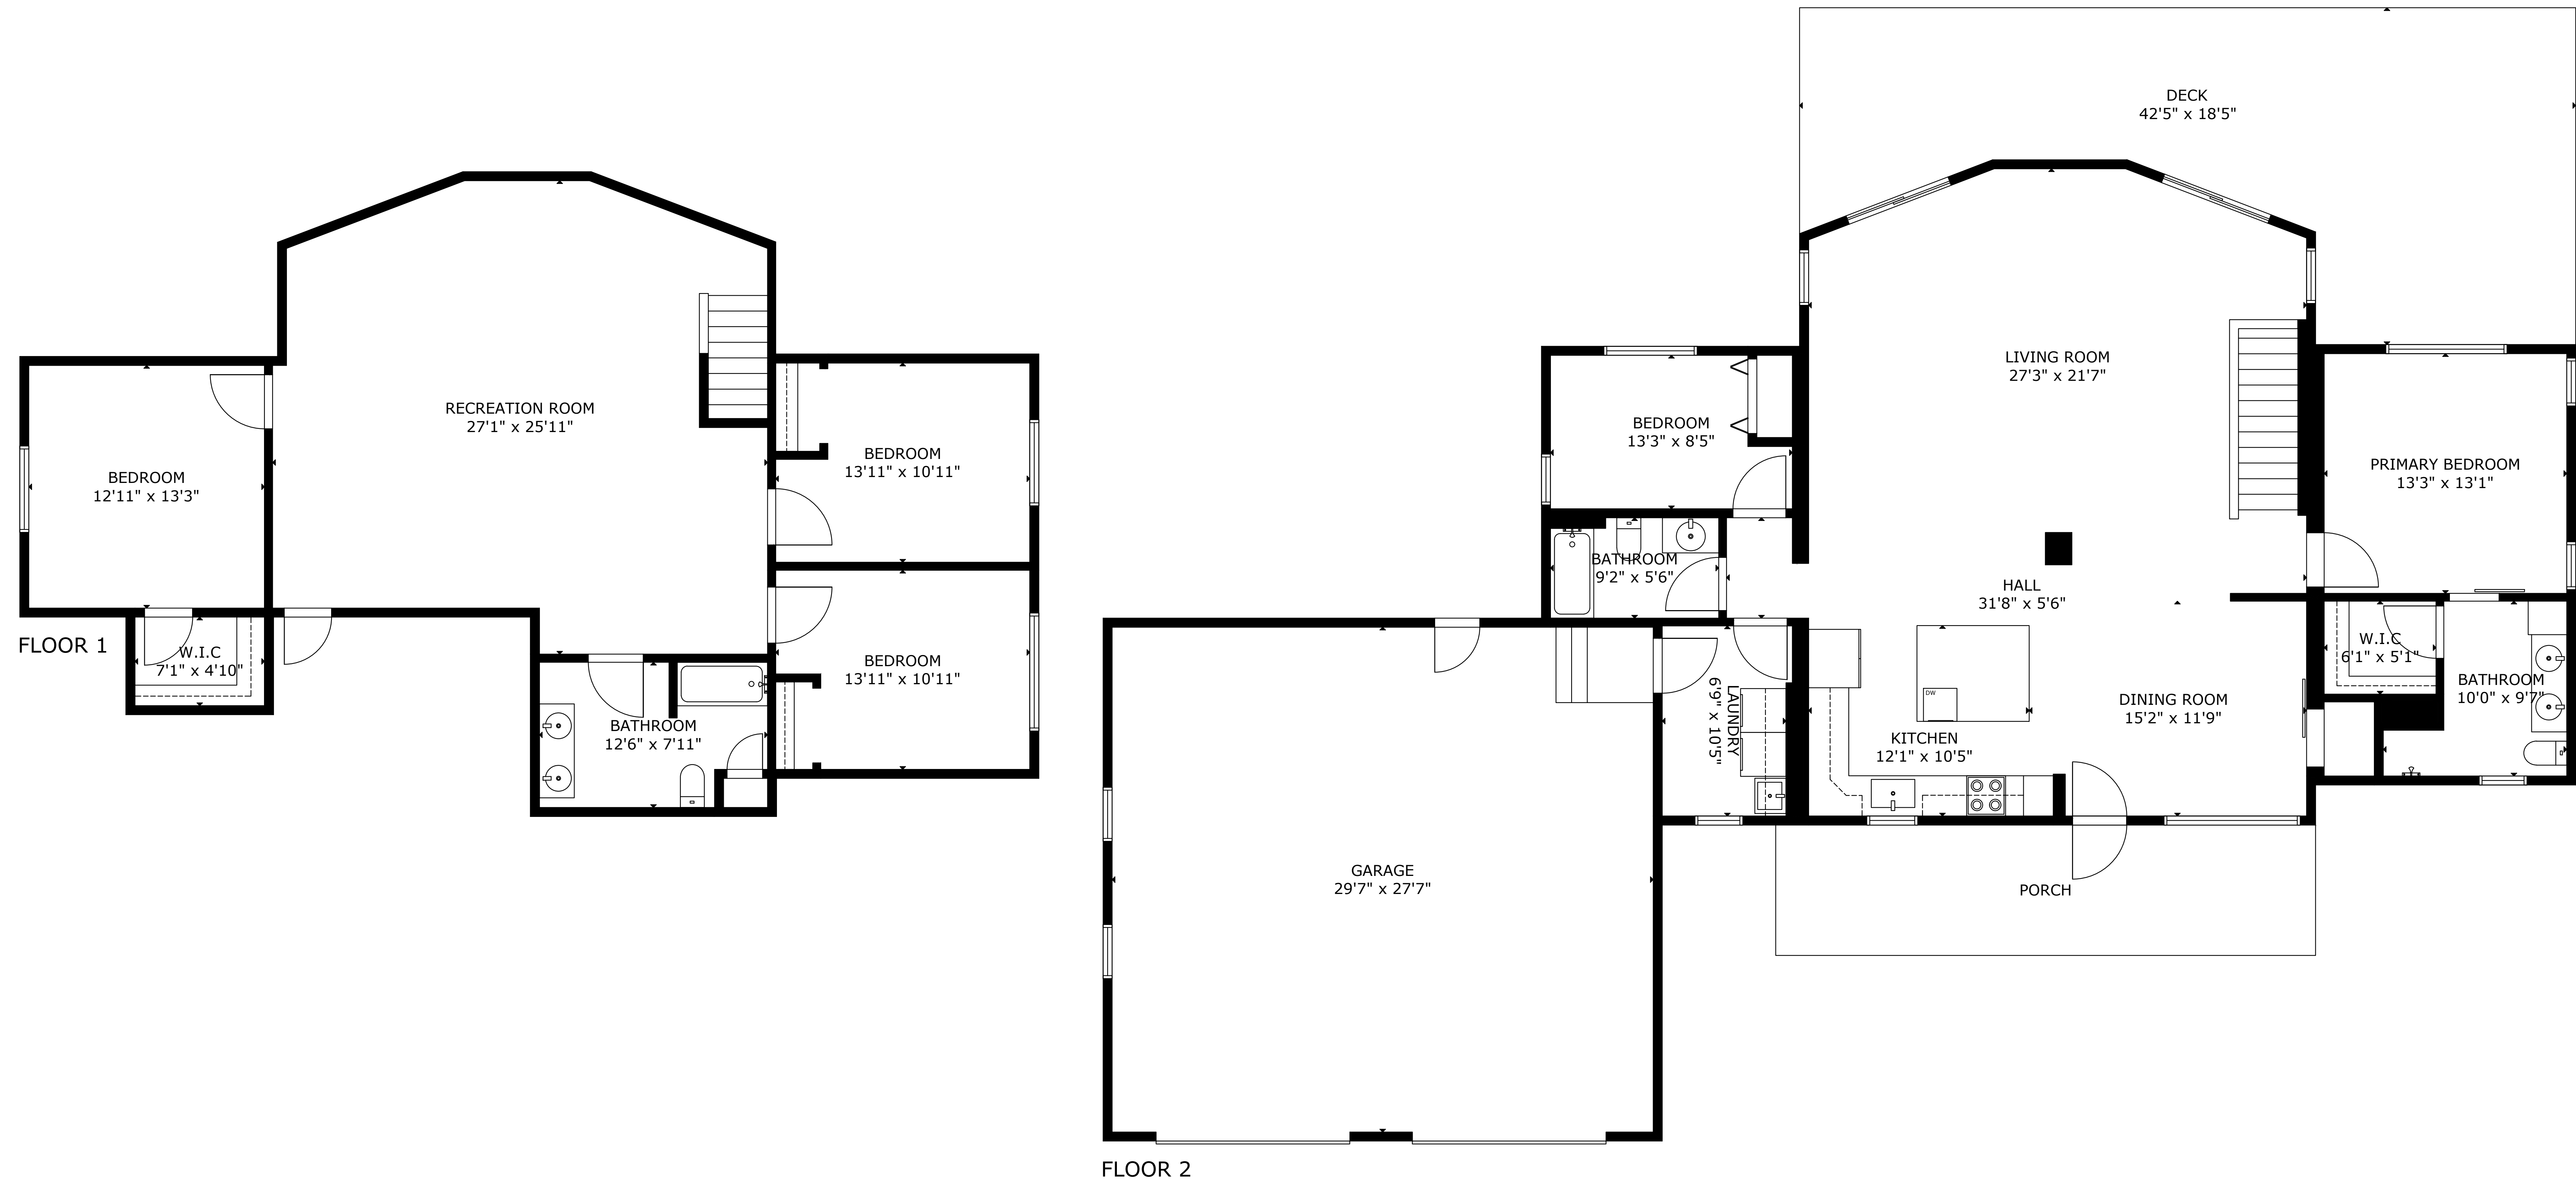 DECK
42'5" x 18'5"
RECREATION ROOM
27'1" x 25'11"
BEDROOM
12'11" x 13'3"
BEDROOM
13'11" x 10'11"
BEDROOM
13'11" x 10'11"
W.I.C
7'1" x 4'10"
BATHROOM
12'6" x 7'11"
FLOOR 1
LIVING ROOM
27'3" x 21'7"
BEDROOM
13'3" x 8'5"
PRIMARY BEDROOM
13'3" x 13'1"
BATHROOM
9'2" x 5'6"
HALL
31'8" x 5'6"
W.I.C
6'1" x 5'1"
BATHROOM
10'0" x 9'7"
LAUNDRY
6'9" x 10'5"
DW
KITCHEN
12'1" x 10'5"
DINING ROOM
15'2" x 11'9"
GARAGE
29'7" x 27'7"
PORCH
FLOOR 2